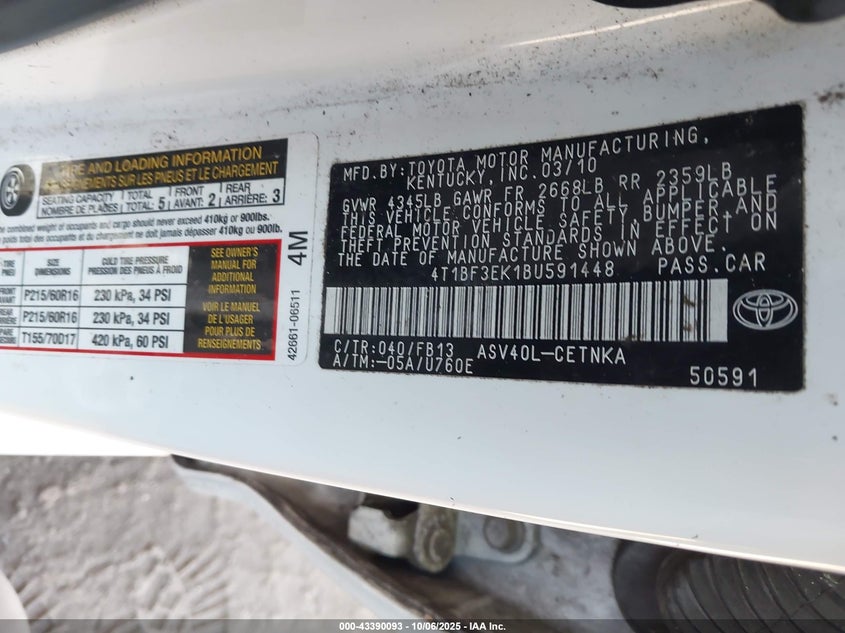 TIRE AND LOADING INFORMATION
RENSEIGNEMENTS SUR LES PNEUS ET LE CHARGEMENT
SEATING CAPACITY
NOMBRE DE PLACES
TOTAL:
TOTAL: 5
FRONT
AVANT: 2
REAR
ARRIÈRE: 3
combined weight of occupants and cargo should never exceed 410kg or 900lbs.
poids total des occupants et du chargement ne doit jamais dépasser 410kg ou 900lb.
TIRE
PNEU
SIZE
DIMENSIONS
COLD TIRE PRESSURE
PRESSION DES PNEUS À FROID
FRONT
AVANT
P215/60R16
230 kPa, 34 PSI
REAR
ARRIÈRE
P215/60R16
230 kPa, 34 PSI
SPARE
T155/70D17
420 kPa, 60 PSI
SEE OWNER'S
MANUAL FOR
ADDITIONAL
INFORMATION
VOIR LE MANUEL
DE L'USAGER
POUR PLUS DE
RENSEIGNEMENTS
42661-06511
4M
MFD.BY:TOYOTA MOTOR MANUFACTURING,
KENTUCKY, INC.03/10
GVWR 4345LB GAWR FR 2668LB RR 2359LB
THIS VEHICLE CONFORMS TO ALL APPLICABLE
FEDERAL MOTOR VEHICLE SAFETY,BUMPER,AND
THEFT PREVENTION STANDARDS IN EFFECT ON
THE DATE OF MANUFACTURE SHOWN ABOVE.
4T1BF3EK1BU591448 PASS.CAR
C/TR:040/FB13 ASV40L-CETNKA
A/TM:-05A/U760E
50591
000-43390093 - 10/06/2025 - IAA Inc.